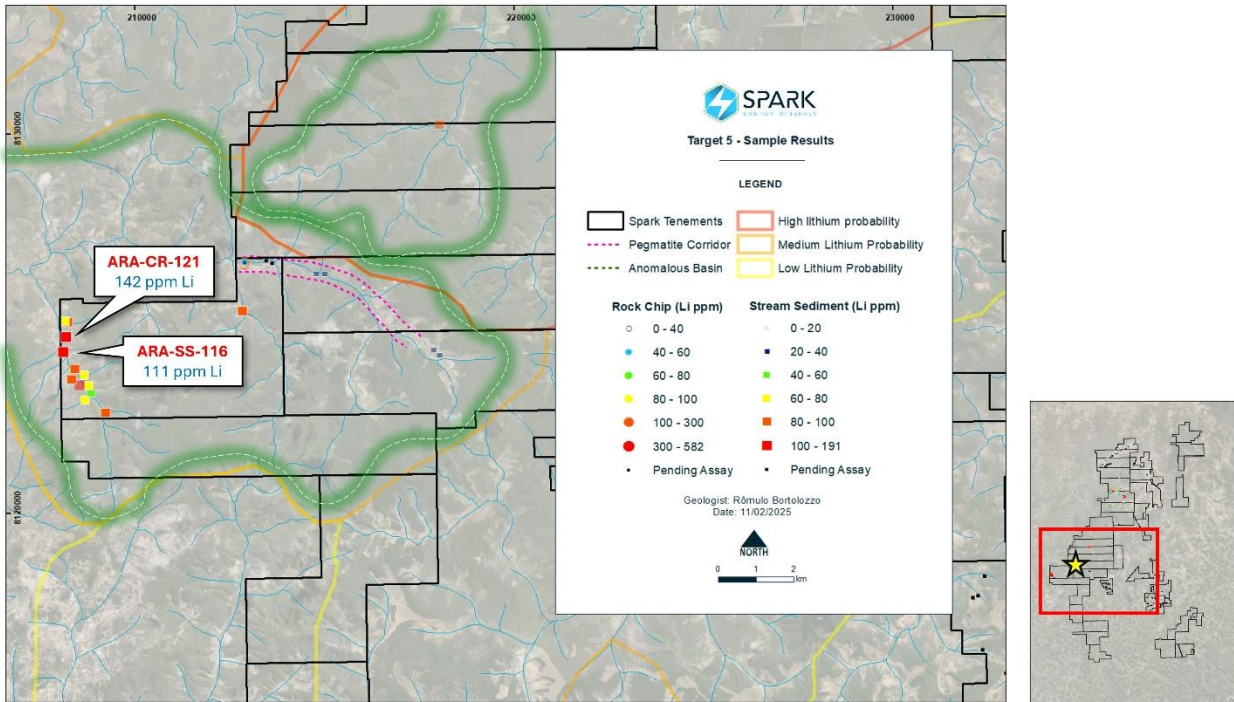 210000
220000
230000
8130000
8120000
ARA-CR-121
142 ppm Li
ARA-SS-116
111 ppm Li
SPARK
ENERGY MINERALS
Target 5 - Sample Results
LEGEND
Spark Tenements
High lithium probability
Pegmatite Corridor
Medium Lithium Probability
Anomalous Basin
Low Lithium Probability
Rock Chip (Li ppm)
Stream Sediment (Li ppm)
0 - 40
0 - 20
40 - 60
20 - 40
60 - 80
40 - 60
80 - 100
60 - 80
100 - 300
80 - 100
300 - 582
100 - 191
Pending Assay
Pending Assay
Geologist: Rômulo Bortolozzo
Date: 11/02/2025
NORTH
0 1 2
km